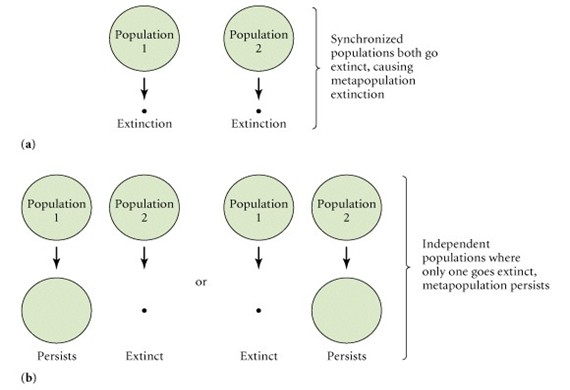 Population
1
Population
2
Synchronized
populations both go
extinct, causing
metapopulation
extinction
Extinction
Extinction
(a)
Population
1
Population
2
Population
1
Population
2
or
Independent
populations where
only one goes extinct,
metapopulation persists
Persists
Extinct
Extinct
Persists
(b)